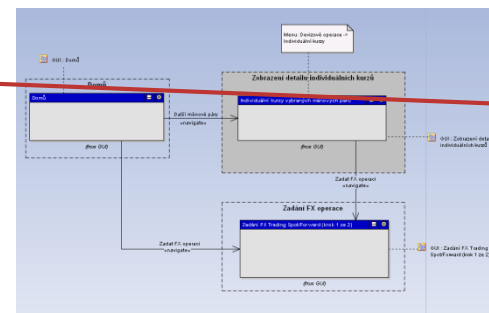 Menu: Devizové operace ->
Individuální kurzy
GUI : Domů
Domů
Domů
(from GUI)
Další měnové páry
«navigate»
Zobrazení detailu individuálních kurzů
Individuální kurzy vybraných měnových párů
(from GUI)
GUI : Zobrazení deta
individuálních kurzů
Zadat FX operaci
«navigate»
Zadat FX operaci
«navigate»
Zadání FX operace
Zadání FX Trading Spot/Forward (krok 1 ze 2)
(from GUI)
GUI : Zadání FX Trading
Spot/Forward (krok 1 ze 2)